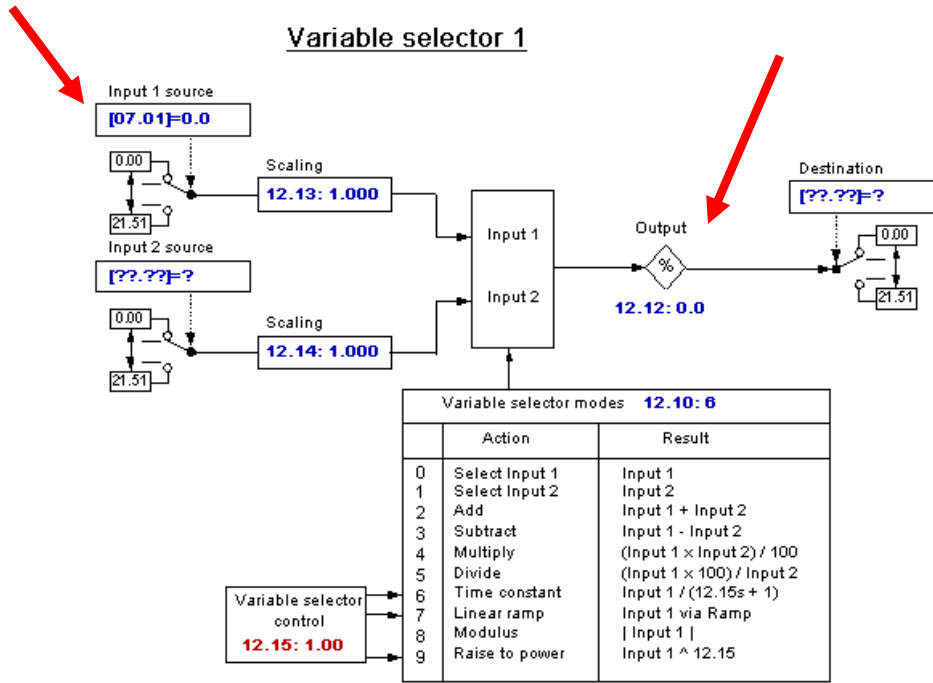 Variable selector 1
Input 1 source
[07.01]=0.0
0.00
21.51
Scaling
12.13: 1.000
Input 2 source
[??.??]=?
0.00
21.51
Scaling
12.14: 1.000
Input 1
Input 2
Output
%
12.12: 0.0
Destination
[??.??]=?
0.00
21.51
Variable selector modes 12.10: 6
Action Result
0 Select Input 1 Input 1
1 Select Input 2 Input 2
2 Add Input 1 + Input 2
3 Subtract Input 1 - Input 2
4 Multiply (Input 1 x Input 2) / 100
5 Divide (Input 1 x 100) / Input 2
6 Time constant Input 1 / (12.15s + 1)
7 Linear ramp Input 1 via Ramp
8 Modulus | Input 1 |
9 Raise to power Input 1 ^ 12.15
Variable selector
control
12.15: 1.00